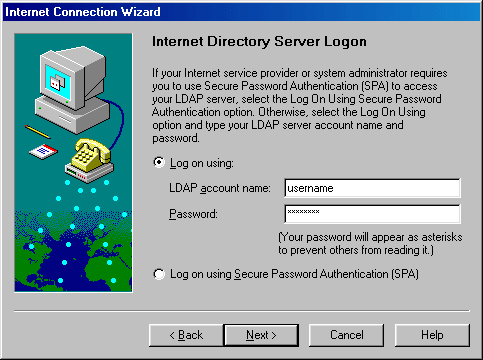 Internet Connection Wizard
Internet Directory Server Logon
If your Internet service provider or system administrator requires
you to use Secure Password Authentication (SPA) to access
your LDAP server, select the Log On Using Secure Password
Authentication option. Otherwise, select the Log On Using
option and type your LDAP server account name and
password.
Log on using:
LDAP account name: username
Password: ********
(Your password will appear as asterisks
to prevent others from reading it.)
Log on using Secure Password Authentication (SPA)
< Back Next > Cancel Help